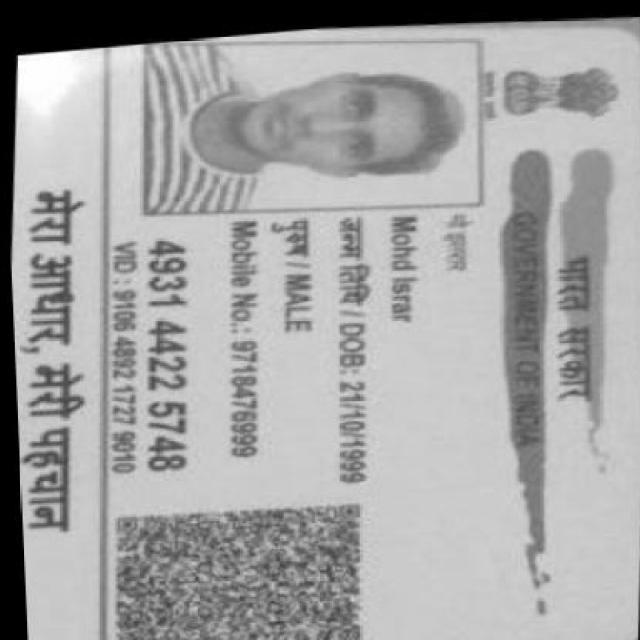 भारत सरकार
GOVERNMENT OF INDIA
Mohd Israr
जन्म तिथि / DOB: 21/10/1999
पुरुष / MALE
Mobile No.: 9718476999
4931 4422 5748
VID : 9106 4892 1727 9010
मेरा आधार, मेरी पहचान